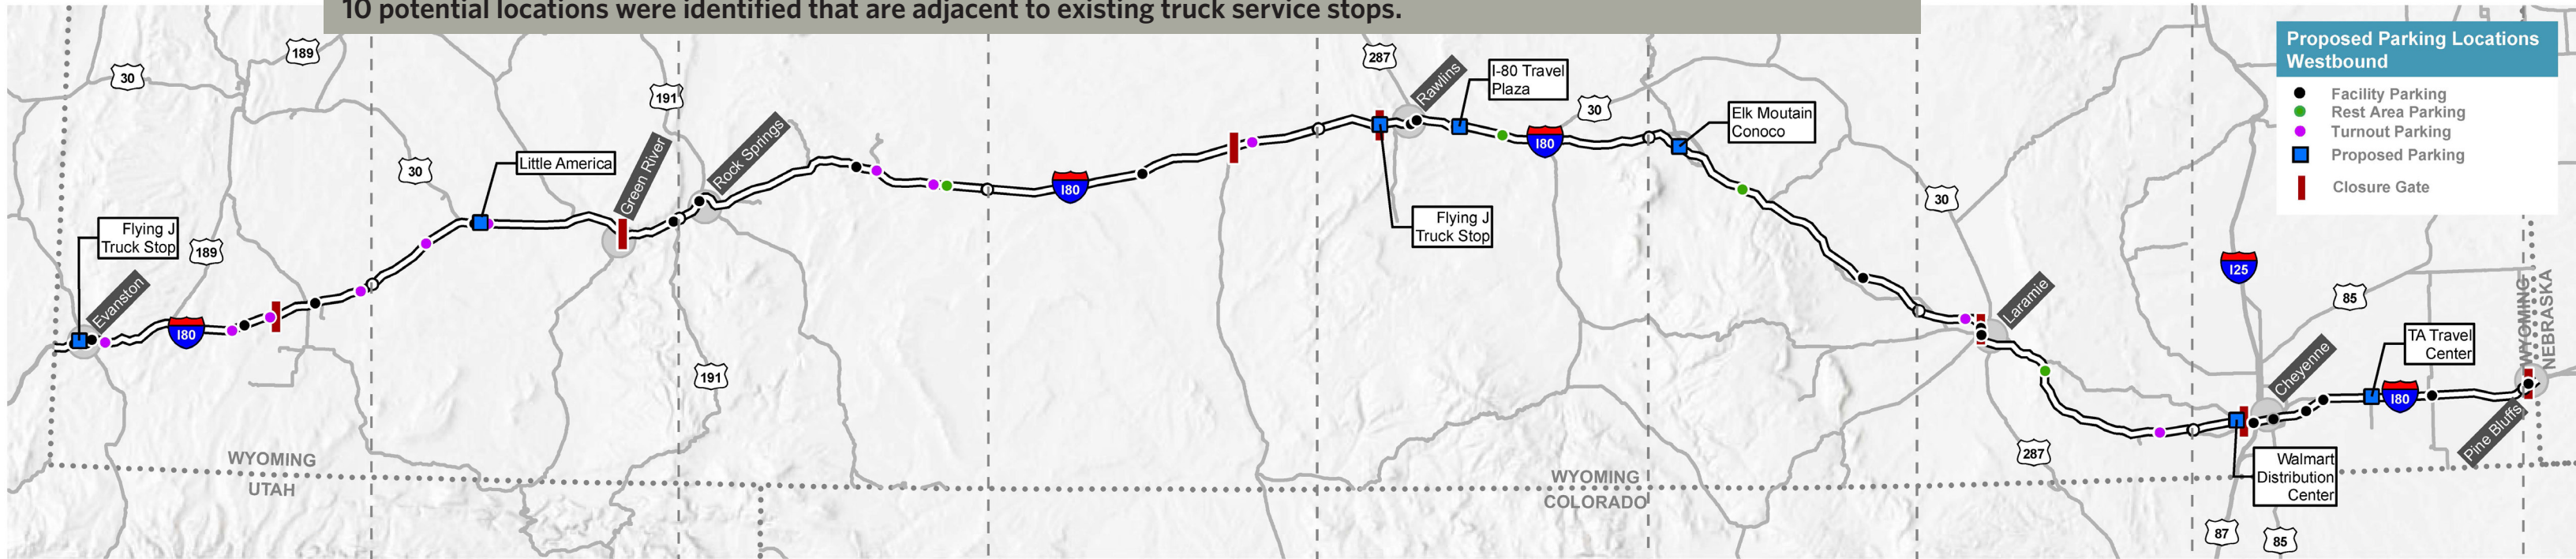 10 potential locations were identified that are adjacent to existing truck service stops.
Proposed Parking Locations
Westbound
Facility Parking
Rest Area Parking
Turnout Parking
Proposed Parking
Closure Gate
30
189
Flying J
Truck Stop
189
Evanston
I80
30
Little America
191
Green River
Rock Springs
191
I80
287
Rawlins
I-80 Travel
Plaza
Flying J
Truck Stop
30
I80
Elk Moutain
Conoco
30
Laramie
287
I25
85
Cheyenne
TA Travel
Center
I80
Walmart
Distribution
Center
87
85
Pine Bluffs
WYOMING
NEBRASKA
WYOMING
UTAH
WYOMING
COLORADO